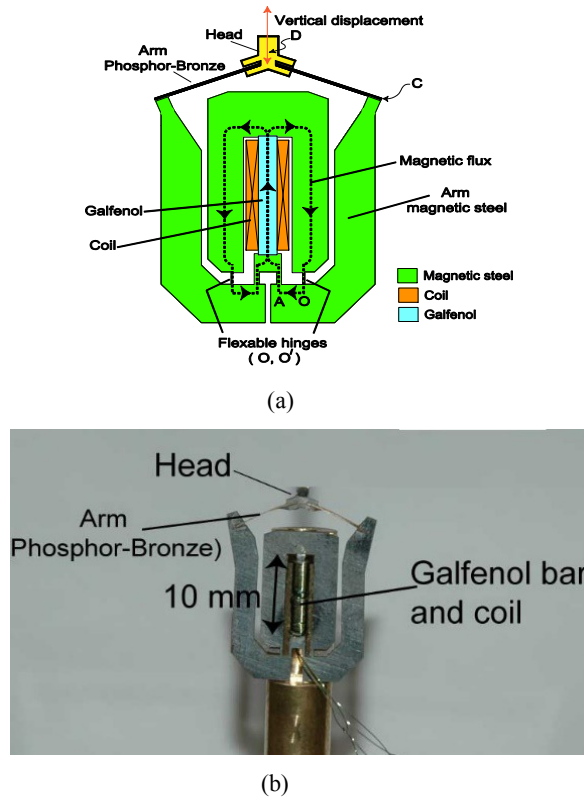 Vertical displacement
Head
D
Arm
Phosphor-Bronze
C
Magnetic flux
Galfenol
Arm
magnetic steel
Coil
Magnetic steel
A
O
Coil
Flexable hinges
Galfenol
( O, O′ )
(a)
Head
Arm
Phosphor-Bronze)
10 mm
Galfenol bar
and coil
(b)